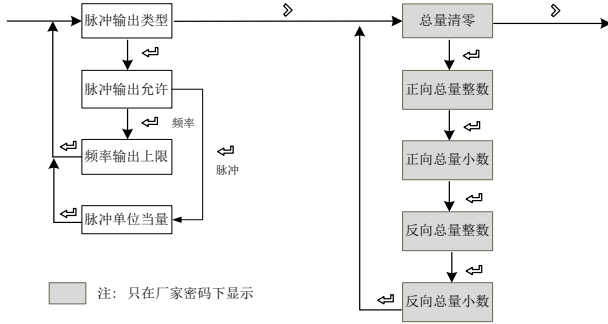 脉冲输出类型
总量清零
脉冲输出允许
正向总量整数
频率
频率输出上限
脉冲
正向总量小数
脉冲单位当量
反向总量整数
注: 只在厂家密码下显示
反向总量小数